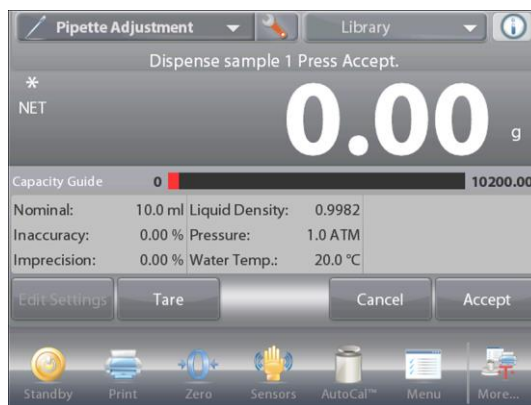 Pipette Adjustment Library
Dispense sample 1 Press Accept.
*
NET
0.00 g
Capacity Guide 0 10200.00
Nominal: 10.0 ml Liquid Density: 0.9982
Inaccuracy: 0.00 % Pressure: 1.0 ATM
Imprecision: 0.00 % Water Temp.: 20.0 °C
Edit Settings Tare Cancel Accept
Standby Print Zero Sensors AutoCal™ Menu More...